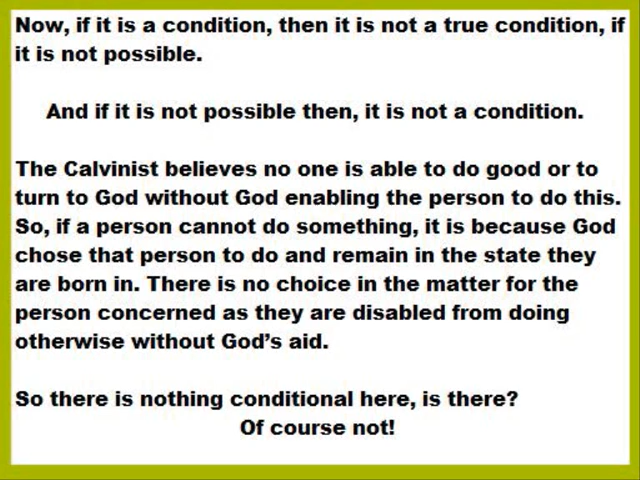 Now, if it is a condition, then it is not a true condition, if
it is not possible.
And if it is not possible then, it is not a condition.
The Calvinist believes no one is able to do good or to
turn to God without God enabling the person to do this.
So, if a person cannot do something, it is because God
chose that person to do and remain in the state they
are born in. There is no choice in the matter for the
person concerned as they are disabled from doing
otherwise without God’s aid.
So there is nothing conditional here, is there?
Of course not!